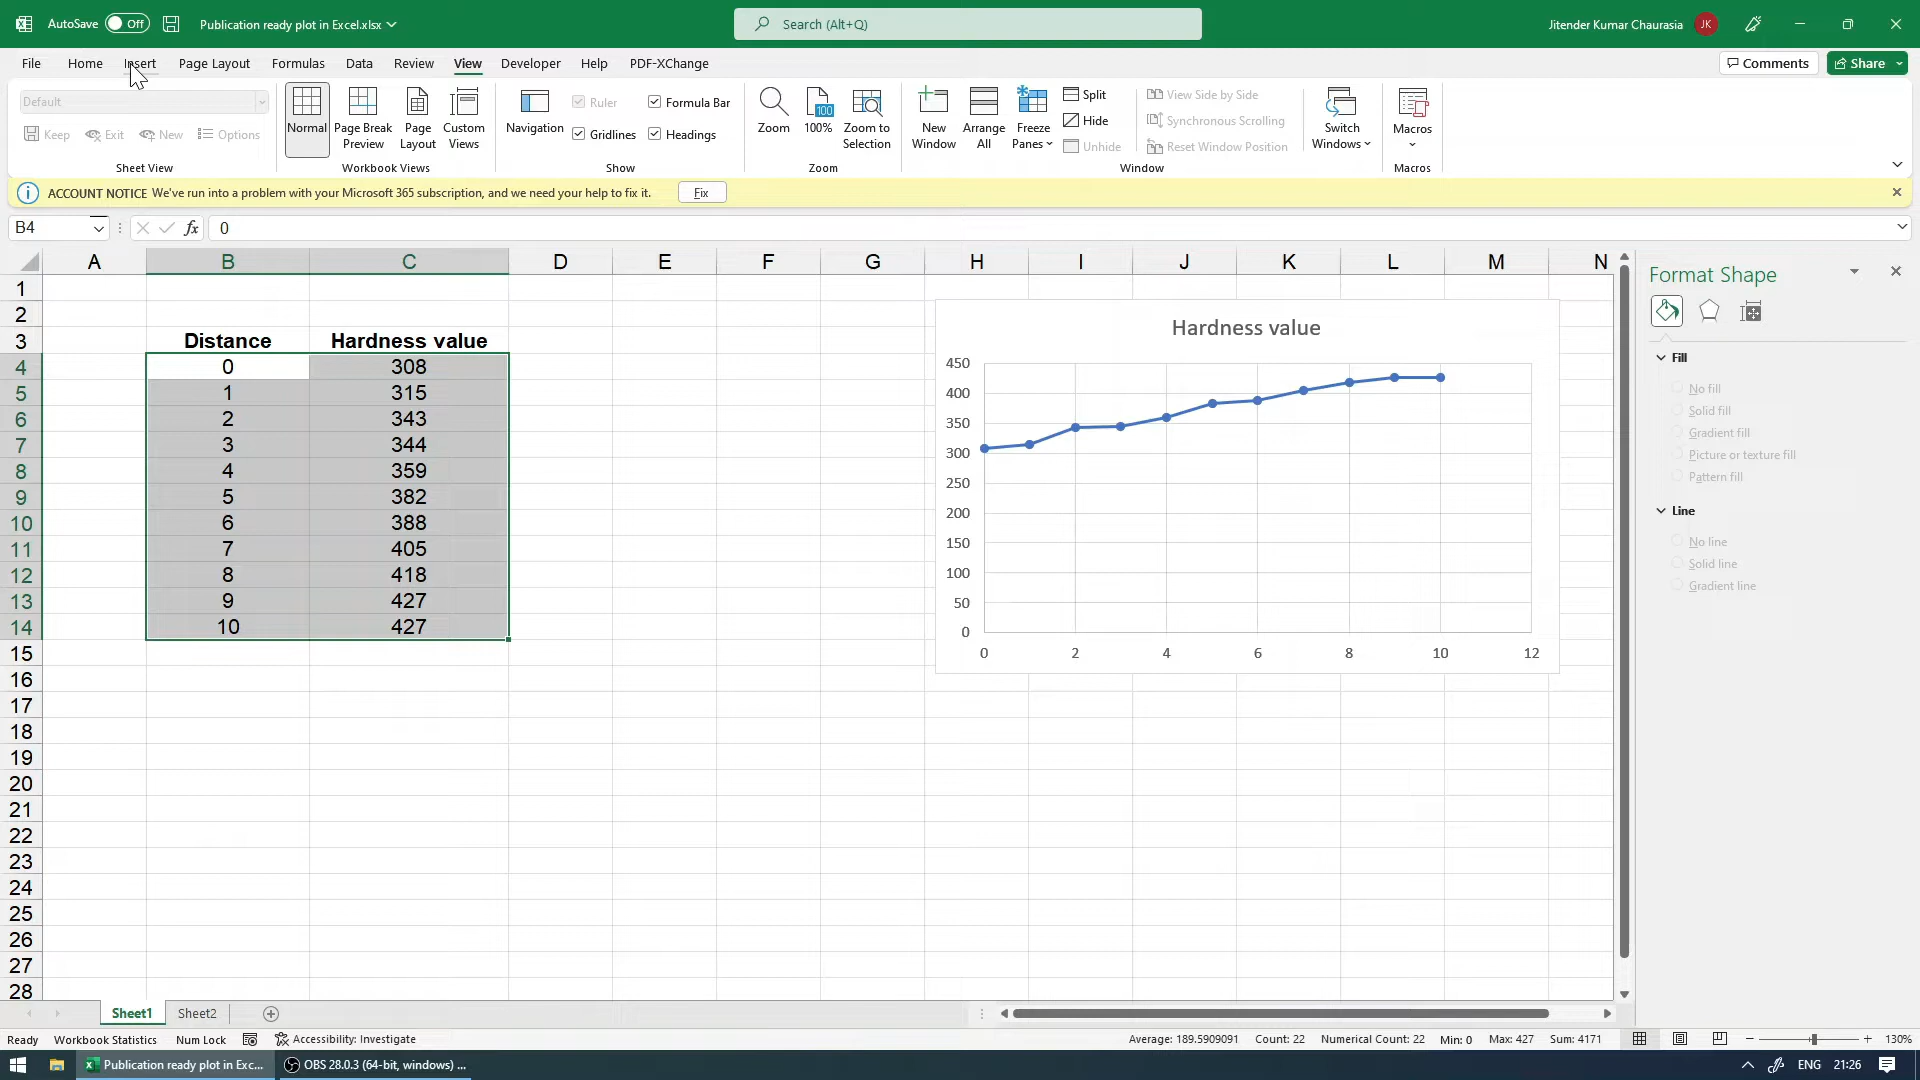 AutoSave Off Publication ready plot in Excel.xlsx Search (Alt+Q) Jitender Kumar Chaurasia JK
File Home Insert Page Layout Formulas Data Review View Developer Help PDF-XChange Comments Share
Default
Keep Exit New Options
Sheet View
Normal Page Break Preview Page Layout Custom Views
Workbook Views
Navigation Ruler Formula Bar
Gridlines Headings
Show
Zoom 100 100% Zoom to Selection
Zoom
New Window Arrange All Freeze Panes Split View Side by Side
Hide Synchronous Scrolling
Unhide Reset Window Position
Switch Windows
Window
Macros
Macros
ACCOUNT NOTICE We've run into a problem with your Microsoft 365 subscription, and we need your help to fix it. Fix
B4 fx 0
A B C D E F G H I J K L M N
1
2
3 Distance Hardness value
4 0 308
5 1 315
6 2 343
7 3 344
8 4 359
9 5 382
10 6 388
11 7 405
12 8 418
13 9 427
14 10 427
15
16
17
18
19
20
21
22
23
24
25
26
27
28
Hardness value
450
400
350
300
250
200
150
100
50
0
0 2 4 6 8 10 12
Format Shape
Fill
No fill
Solid fill
Gradient fill
Picture or texture fill
Pattern fill
Line
No line
Solid line
Gradient line
Sheet1 Sheet2
Ready Workbook Statistics Num Lock Accessibility: Investigate Average: 189.5909091 Count: 22 Numerical Count: 22 Min: 0 Max: 427 Sum: 4171 130%
Publication ready plot in Exc... OBS 28.0.3 (64-bit, windows) ... ENG 21:26